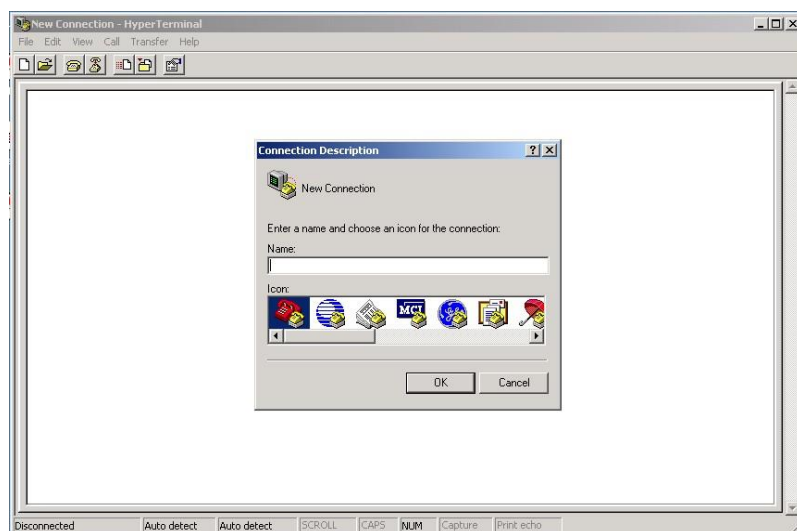 New Connection - HyperTerminal
File Edit View Call Transfer Help
Connection Description
New Connection
Enter a name and choose an icon for the connection:
Name:
Icon:
MCI
OK Cancel
Disconnected Auto detect Auto detect SCROLL CAPS NUM Capture Print echo